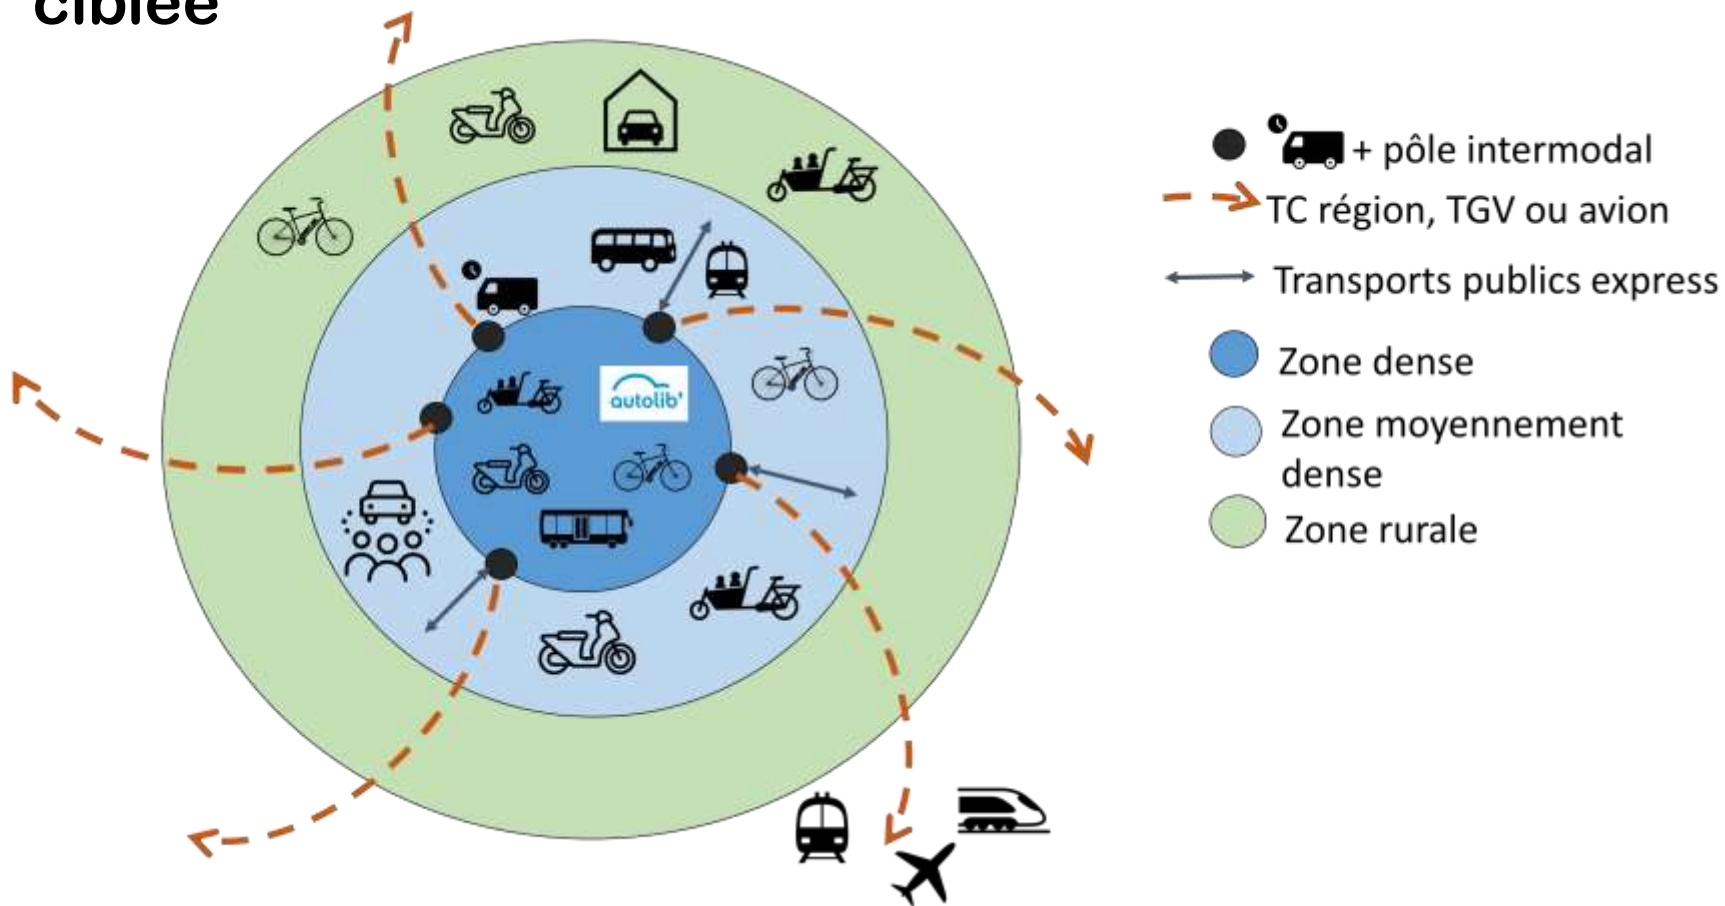 ciblée
+ pôle intermodal
TC région, TGV ou avion
Transports publics express
autolib'
Zone dense
Zone moyennement
dense
Zone rurale